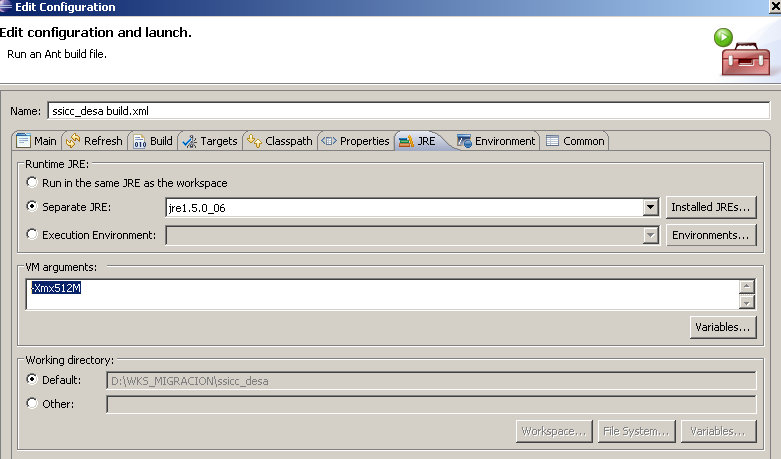 Edit Configuration
Edit configuration and launch.
Run an Ant build file.
Name: ssicc_desa build.xml
Main Refresh Build Targets Classpath Properties JRE Environment Common
Runtime JRE:
Run in the same JRE as the workspace
Separate JRE: jre1.5.0_06 Installed JREs...
Execution Environment: Environments...
VM arguments:
-Xmx512M
Variables...
Working directory:
Default: D:\WKS_MIGRACION\ssicc_desa
Other:
Workspace... File System... Variables...